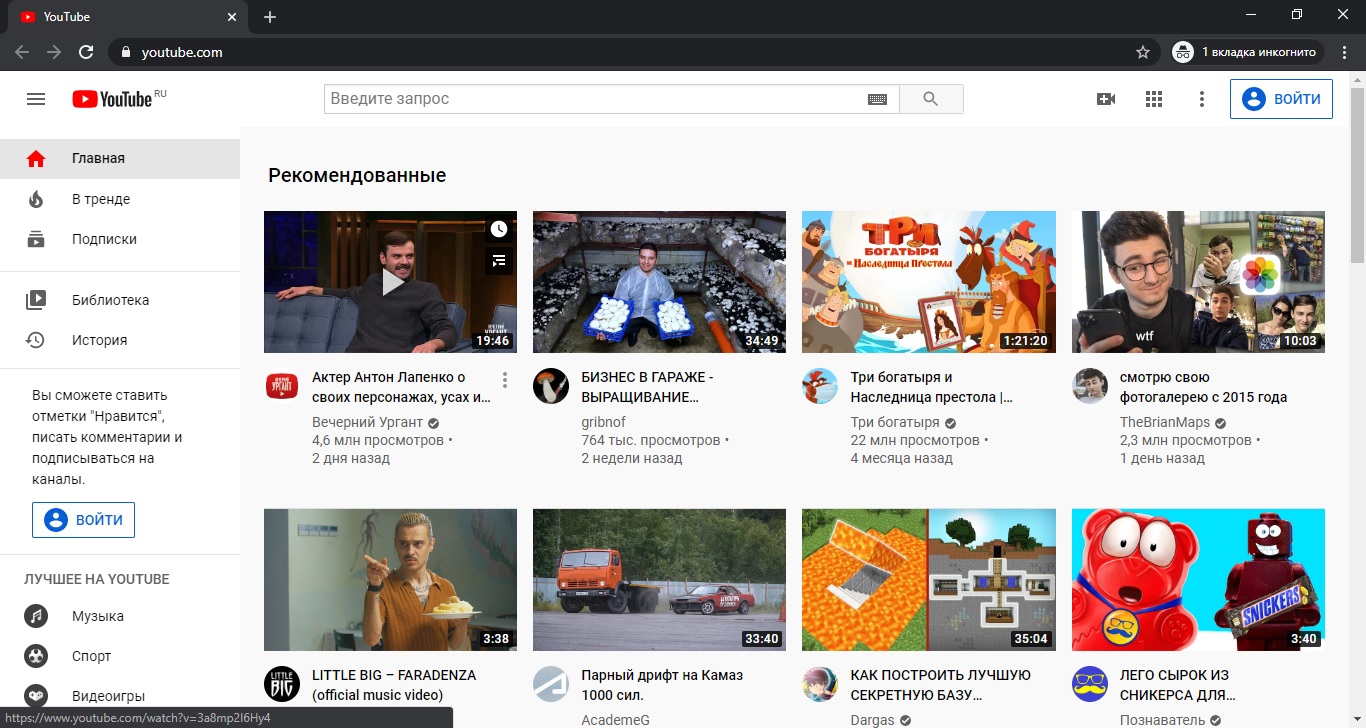 YouTube
youtube.com
1 вкладка инкогнито
YouTube RU
Введите запрос
ВОЙТИ
Главная
В тренде
Подписки
Библиотека
История
Вы сможете ставить
отметки "Нравится",
писать комментарии и
подписываться на
каналы.
ВОЙТИ
ЛУЧШЕЕ НА YOUTUBE
Музыка
Спорт
Видеоигры
Рекомендованные
19:46
Актер Антон Лапенко о
своих персонажах, усах и...
Вечерний Ургант
4,6 млн просмотров •
2 дня назад
34:49
БИЗНЕС В ГАРАЖЕ -
ВЫРАЩИВАНИЕ...
gribnof
764 тыс. просмотров •
2 недели назад
ТРИ
БОГАТЫРЯ
и НАСЛЕДНИЦА ПРЕСТОЛА
1:21:20
Три богатыря и
Наследница престола |...
Три богатыря
22 млн просмотров •
4 месяца назад
wtf
10:03
смотрю свою
фотогалерею с 2015 года
TheBrianMaps
2,3 млн просмотров •
1 день назад
3:38
LITTLE BIG
LITTLE BIG – FARADENZA
(official music video)
33:40
Парный дрифт на Камаз
1000 сил.
AcademeG
35:04
КАК ПОСТРОИТЬ ЛУЧШУЮ
СЕКРЕТНУЮ БАЗУ...
Dargas
SNICKERS
3:40
ЛЕГО СЫРОК ИЗ
СНИКЕРСА ДЛЯ...
Познаватель
https://www.youtube.com/watch?v=3a8mp2I6Hy4